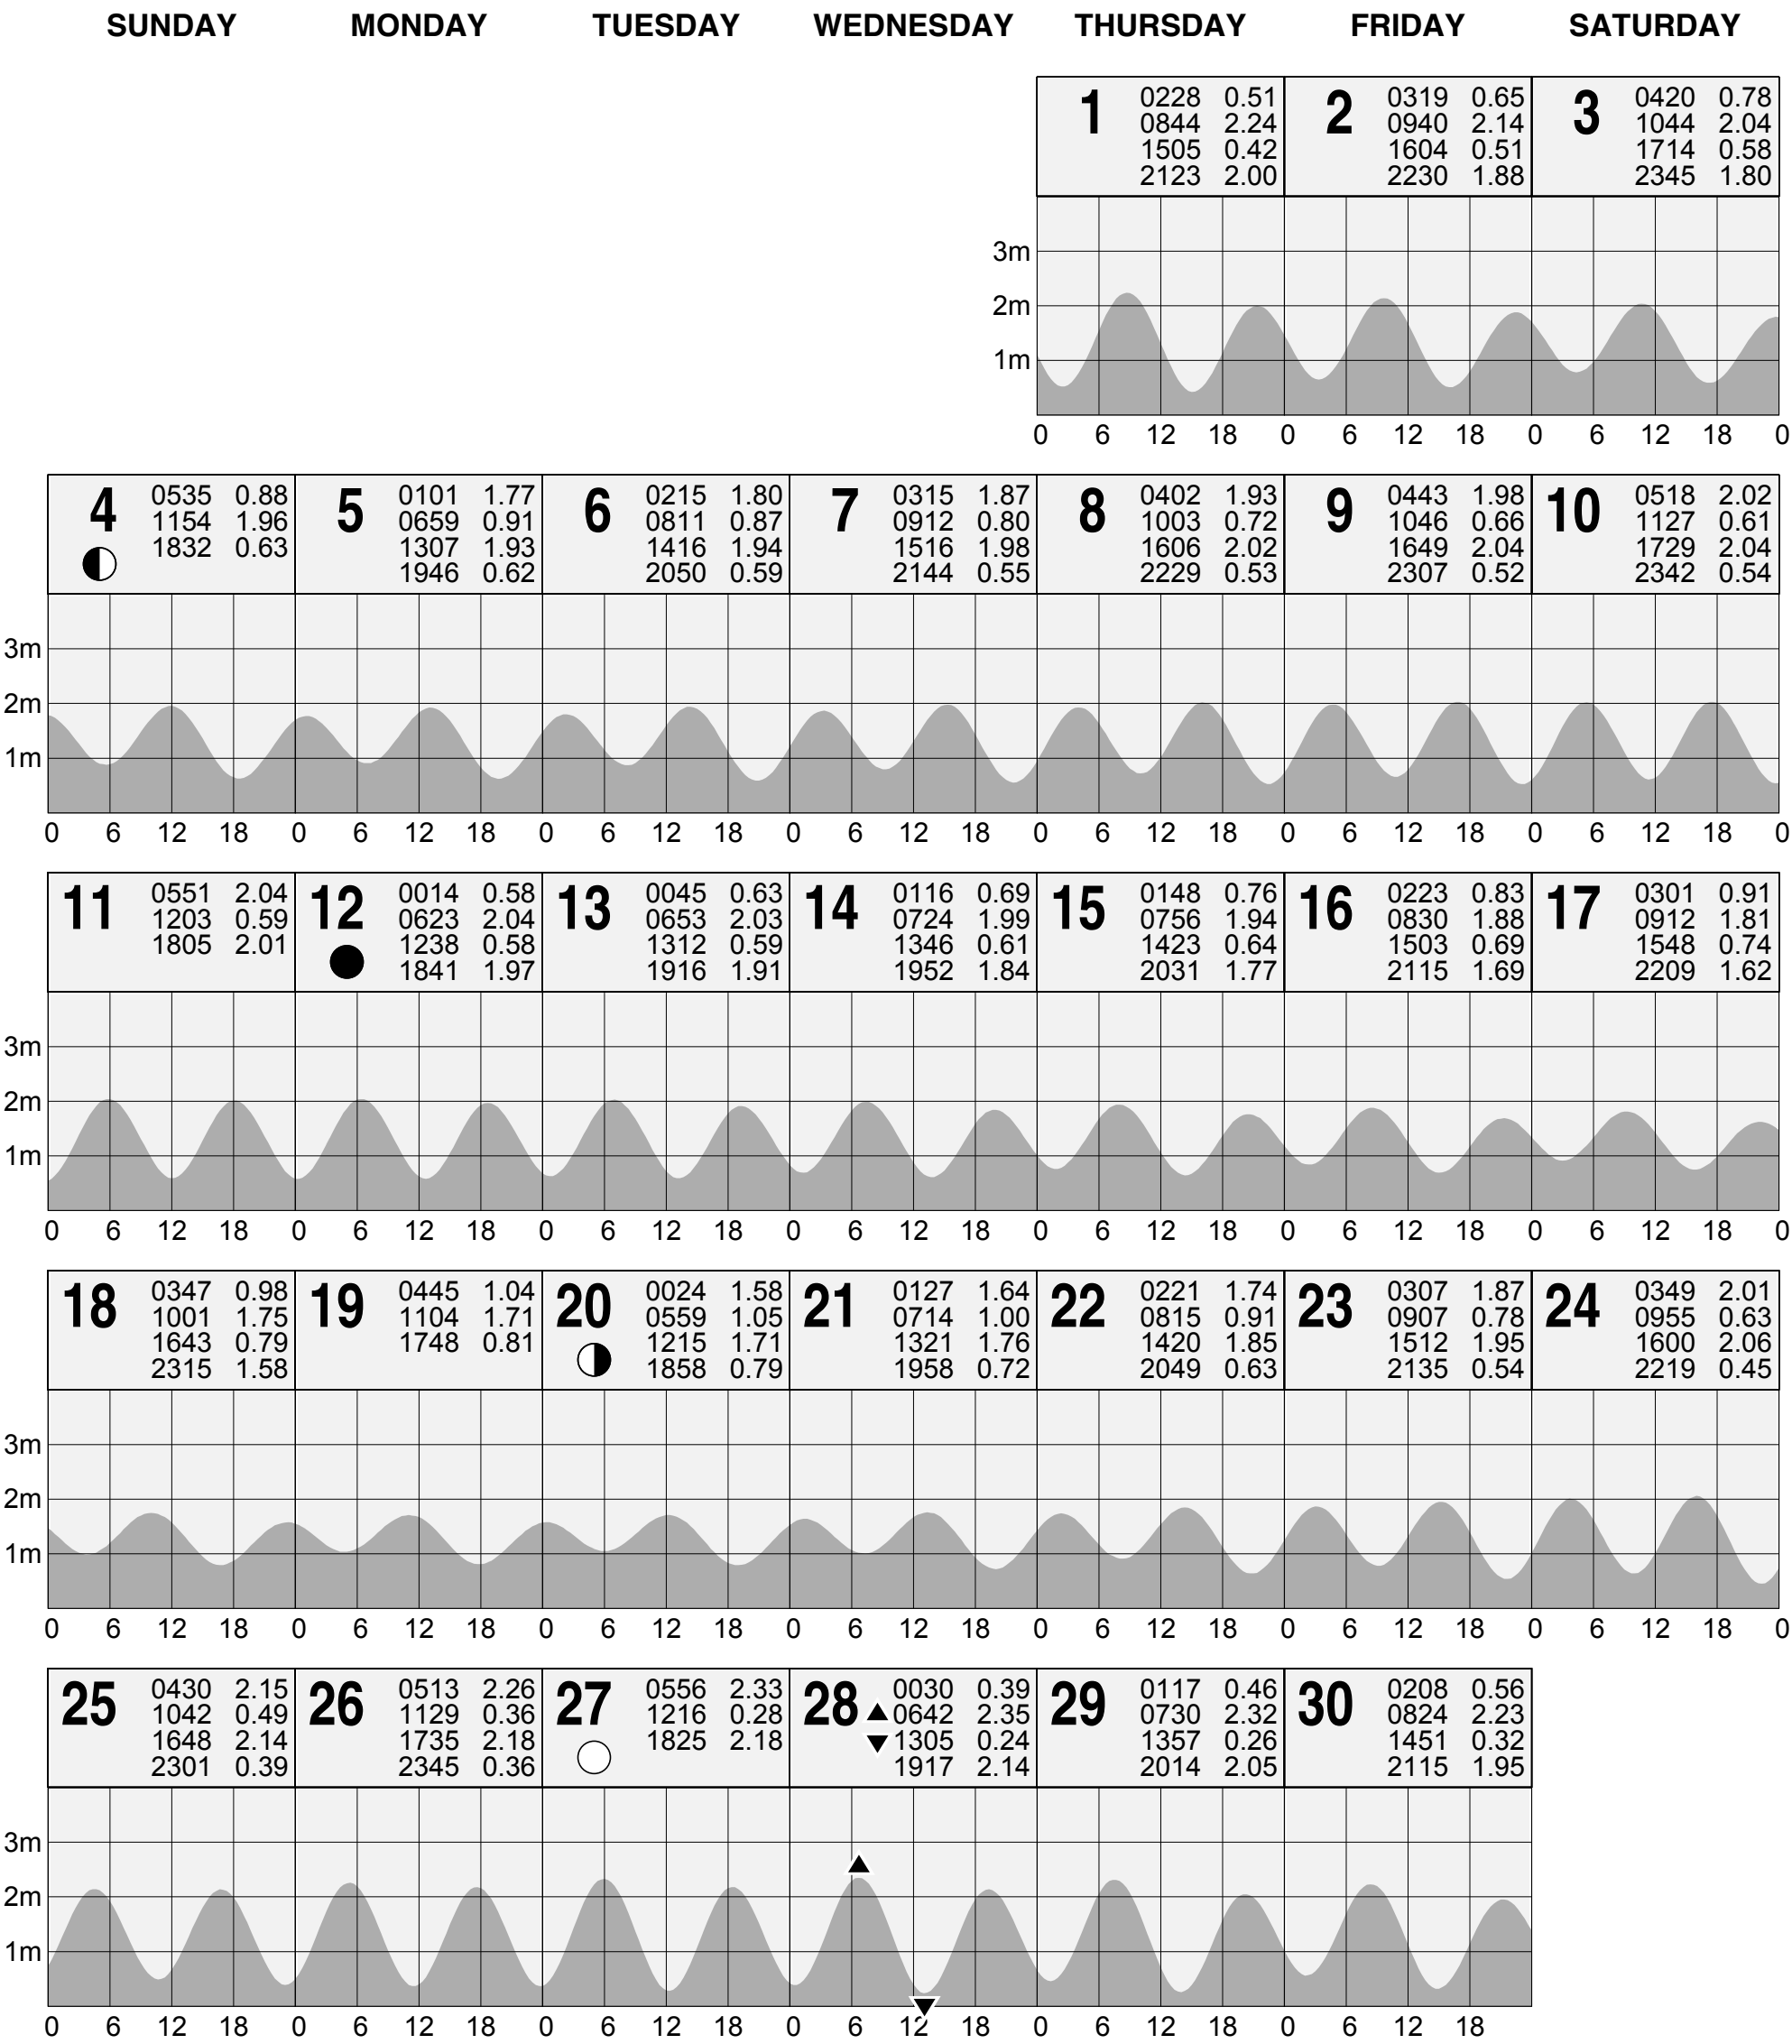 SUNDAY MONDAY TUESDAY WEDNESDAY THURSDAY FRIDAY SATURDAY
1 0228 0.51 2 0319 0.65 3 0420 0.78
0844 2.24 0940 2.14 1044 2.04
1505 0.42 1604 0.51 1714 0.58
2123 2.00 2230 1.88 2345 1.80
3m
2m
1m
0 6 12 18 0 6 12 18 0 6 12 18 0
4 0535 0.88 5 0101 1.77 6 0215 1.80 7 0315 1.87 8 0402 1.93 9 0443 1.98 10 0518 2.02
1154 1.96 0659 0.91 0811 0.87 0912 0.80 1003 0.72 1046 0.66 1127 0.61
1832 0.63 1307 1.93 1416 1.94 1516 1.98 1606 2.02 1649 2.04 1729 2.04
1946 0.62 2050 0.59 2144 0.55 2229 0.53 2307 0.52 2342 0.54
3m
2m
1m
0 6 12 18 0 6 12 18 0 6 12 18 0 6 12 18 0 6 12 18 0 6 12 18 0 6 12 18 0
11 0551 2.04 12 0014 0.58 13 0045 0.63 14 0116 0.69 15 0148 0.76 16 0223 0.83 17 0301 0.91
1203 0.59 0623 2.04 0653 2.03 0724 1.99 0756 1.94 0830 1.88 0912 1.81
1805 2.01 1238 0.58 1312 0.59 1346 0.61 1423 0.64 1503 0.69 1548 0.74
1841 1.97 1916 1.91 1952 1.84 2031 1.77 2115 1.69 2209 1.62
3m
2m
1m
0 6 12 18 0 6 12 18 0 6 12 18 0 6 12 18 0 6 12 18 0 6 12 18 0 6 12 18 0
18 0347 0.98 19 0445 1.04 20 0024 1.58 21 0127 1.64 22 0221 1.74 23 0307 1.87 24 0349 2.01
1001 1.75 1104 1.71 0559 1.05 0714 1.00 0815 0.91 0907 0.78 0955 0.63
1643 0.79 1748 0.81 1215 1.71 1321 1.76 1420 1.85 1512 1.95 1600 2.06
2315 1.58 1858 0.79 1958 0.72 2049 0.63 2135 0.54 2219 0.45
3m
2m
1m
0 6 12 18 0 6 12 18 0 6 12 18 0 6 12 18 0 6 12 18 0 6 12 18 0 6 12 18 0
25 0430 2.15 26 0513 2.26 27 0556 2.33 28 0030 0.39 29 0117 0.46 30 0208 0.56
1042 0.49 1129 0.36 1216 0.28 0642 2.35 0730 2.32 0824 2.23
1648 2.14 1735 2.18 1825 2.18 1305 0.24 1357 0.26 1451 0.32
2301 0.39 2345 0.36 1917 2.14 2014 2.05 2115 1.95
3m
2m
1m
0 6 12 18 0 6 12 18 0 6 12 18 0 6 12 18 0 6 12 18 0 6 12 18